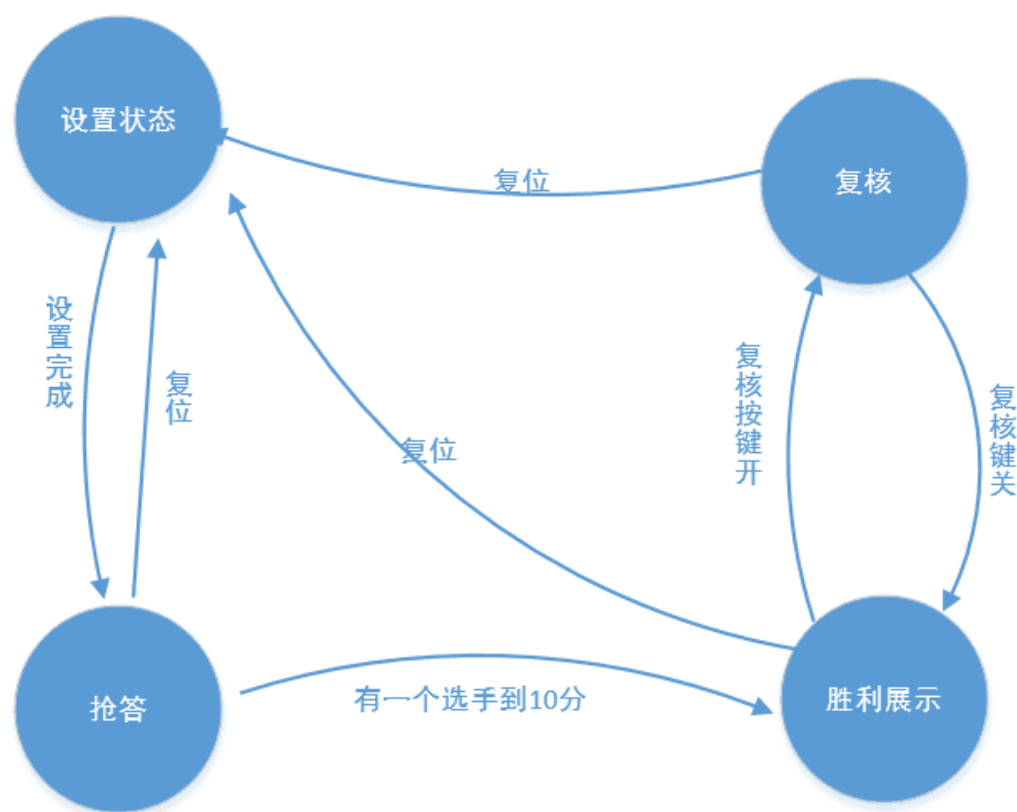 设置状态
复核
复位
设置完成
复位
复位
复核按键开
复核键关
抢答
有一个选手到10分
胜利展示